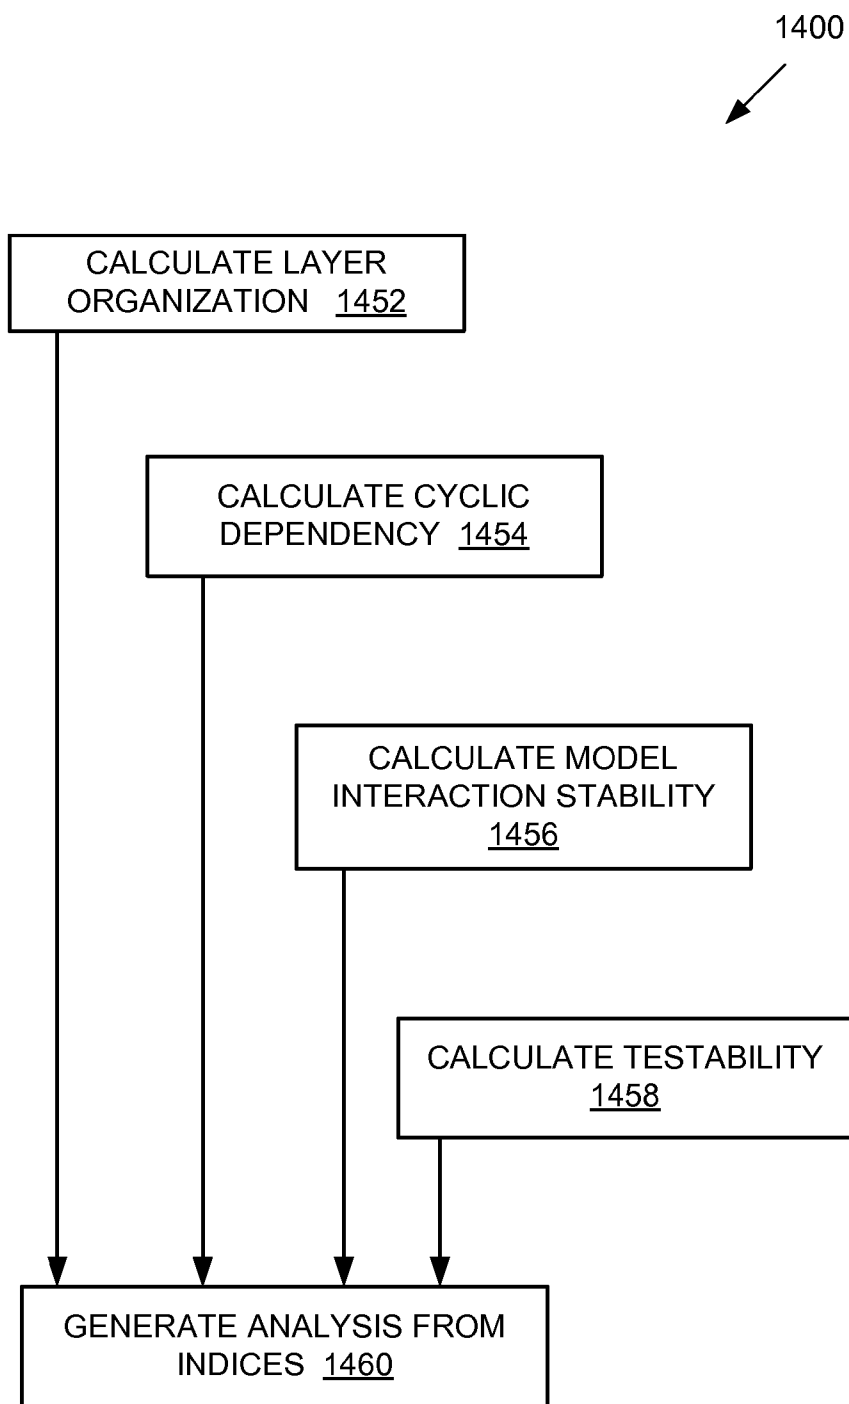 1400
CALCULATE LAYER
ORGANIZATION 1452
CALCULATE CYCLIC
DEPENDENCY 1454
CALCULATE MODEL
INTERACTION STABILITY
1456
CALCULATE TESTABILITY
1458
GENERATE ANALYSIS FROM
INDICES 1460